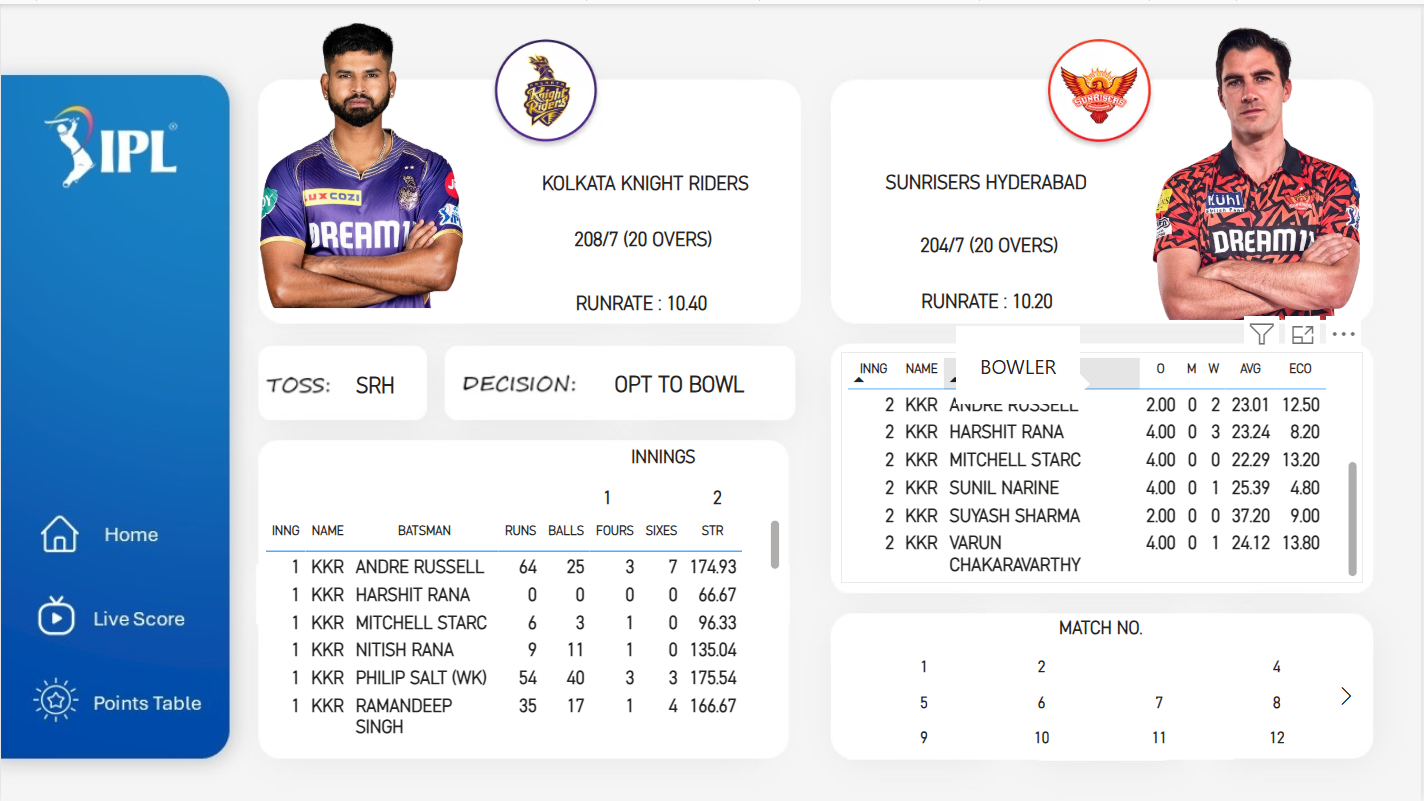 IPL
Home
Live Score
Points Table
Knight
Riders
KOLKATA KNIGHT RIDERS
208/7 (20 OVERS)
RUNRATE : 10.40
LUXCOZI
DREAM11
SUNRISERS
SUNRISERS HYDERABAD
204/7 (20 OVERS)
RUNRATE : 10.20
KÜHL
DREAM11
TOSS: SRH
DECISION: OPT TO BOWL
INNINGS
1 2
INNG NAME BATSMAN RUNS BALLS FOURS SIXES STR
1 KKR ANDRE RUSSELL 64 25 3 7 174.93
1 KKR HARSHIT RANA 0 0 0 0 66.67
1 KKR MITCHELL STARC 6 3 1 0 96.33
1 KKR NITISH RANA 9 11 1 0 135.04
1 KKR PHILIP SALT (WK) 54 40 3 3 175.54
1 KKR RAMANDEEP 35 17 1 4 166.67
SINGH
INNG NAME BOWLER O M W AVG ECO
2 KKR ANDRE RUSSELL 2.00 0 2 23.01 12.50
2 KKR HARSHIT RANA 4.00 0 3 23.24 8.20
2 KKR MITCHELL STARC 4.00 0 0 22.29 13.20
2 KKR SUNIL NARINE 4.00 0 1 25.39 4.80
2 KKR SUYASH SHARMA 2.00 0 0 37.20 9.00
2 KKR VARUN 4.00 0 1 24.12 13.80
CHAKARAVARTHY
MATCH NO.
1 2 4
5 6 7 8
9 10 11 12